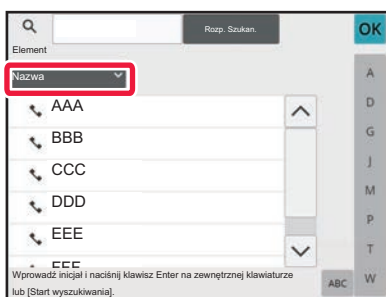 Rozp. Szukan.
OK
Element
Nazwa
A
AAA
D
BBB
G
CCC
J
DDD
M
P
EEE
T
FFF
W
ABC
Wprowadź inicjał i naciśnij klawisz Enter na zewnętrznej klawiaturze
lub [Start wyszukiwania].